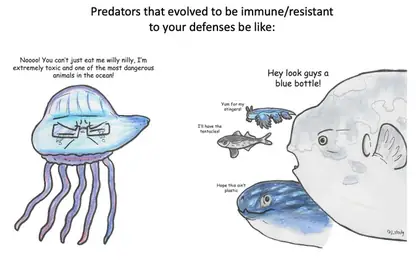 Predators that evolved to be immune/resistant
to your defenses be like:
Noooo! You can't just eat me willy nilly, I'm
extremely toxic and one of the most dangerous
animals in the ocean!
Hey look guys a
blue bottle!
Yum for my
stingers!
I'll have the
tentacles!
Hope this ain't
plastic